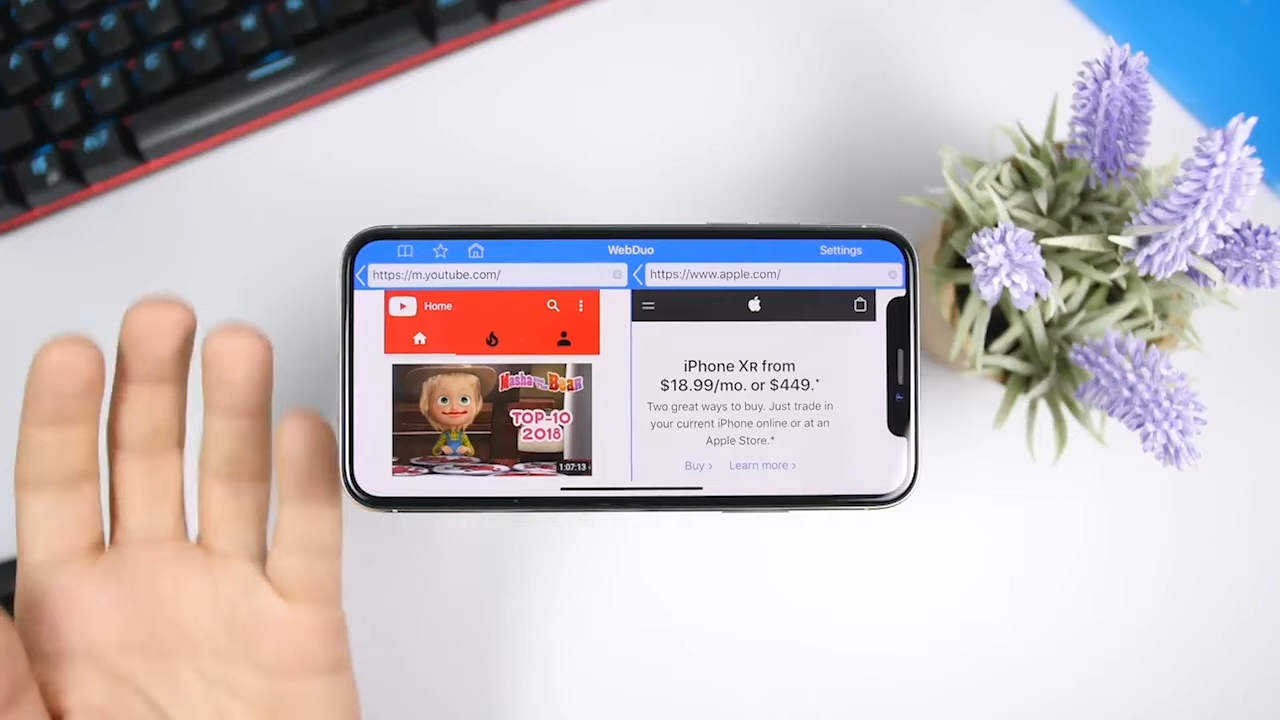 WebDuo
Settings
https://m.youtube.com/
https://www.apple.com/
Home
Masha and the Bear
TOP-10
2018
1:07:13
iPhone XR from
$18.99/mo. or $449.*
Two great ways to buy. Just trade in
your current iPhone online or at an
Apple Store.*
Buy ›
Learn more ›